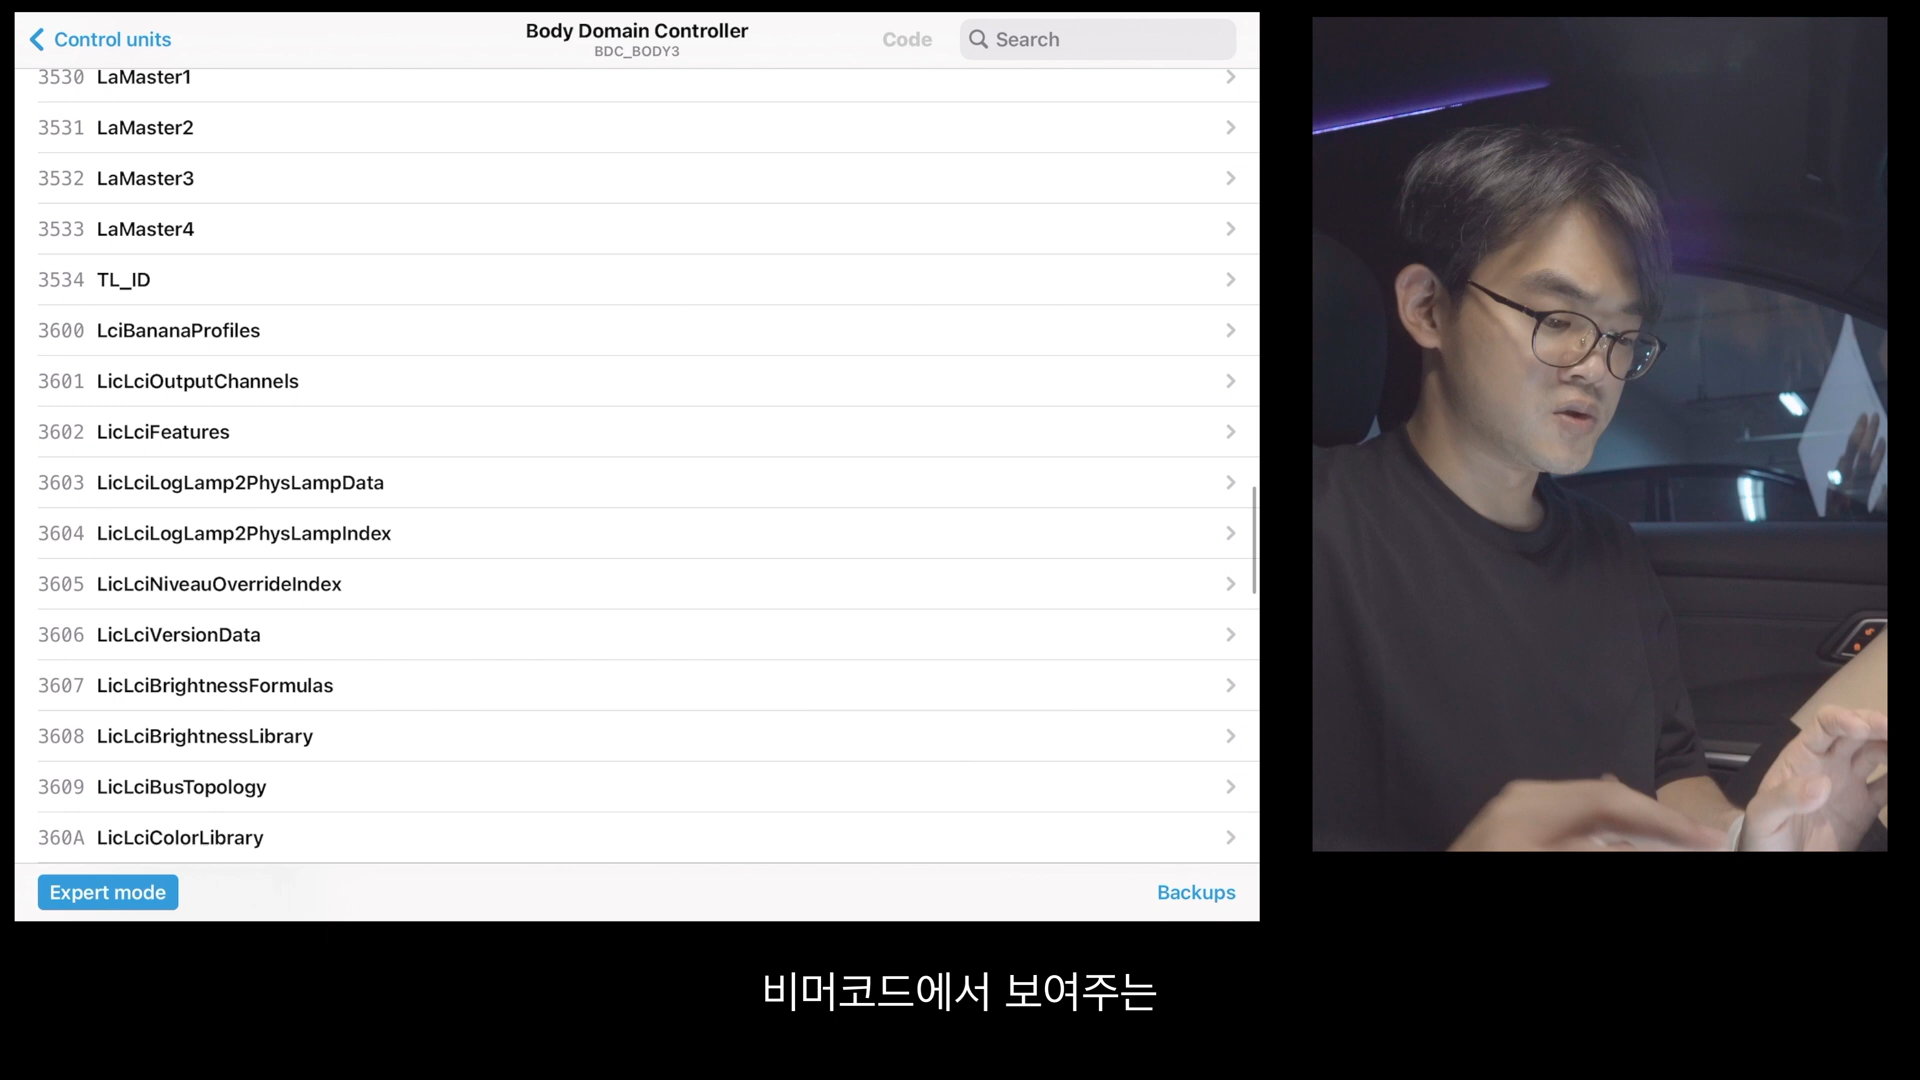 Control units
Body Domain Controller
BDC_BODY3
Code
Search
3530 LaMaster1
3531 LaMaster2
3532 LaMaster3
3533 LaMaster4
3534 TL_ID
3600 LciBananaProfiles
3601 LicLciOutputChannels
3602 LicLciFeatures
3603 LicLciLogLamp2PhysLampData
3604 LicLciLogLamp2PhysLampIndex
3605 LicLciNiveauOverrideIndex
3606 LicLciVersionData
3607 LicLciBrightnessFormulas
3608 LicLciBrightnessLibrary
3609 LicLciBusTopology
360A LicLciColorLibrary
Expert mode
Backups
비머코드에서 보여주는